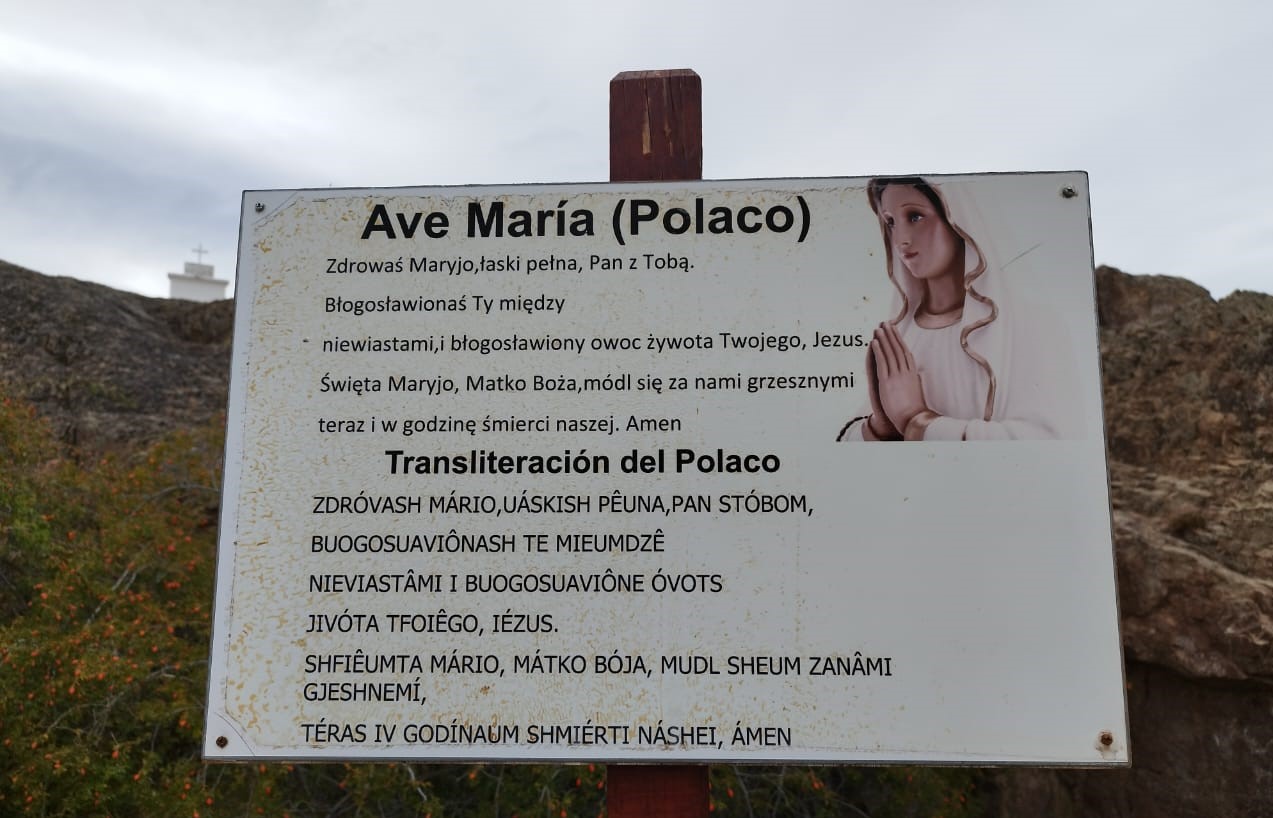 Ave María (Polaco)
Zdrowaś Maryjo,łaski pełna, Pan z Tobą.
Błogosławionaś Ty między
niewiastami,i błogosławiony owoc żywota Twojego, Jezus.
Święta Maryjo, Matko Boża,módl się za nami grzesznymi
teraz i w godzinę śmierci naszej. Amen
Transliteración del Polaco
ZDRÓVASH MÁRIO,UÁSKISH PÊUNA,PAN STÓBOM,
BUOGOSUAVIÔNASH TE MIEUMDZÊ
NIEVIASTÂMI I BUOGOSUAVIÔNE ÓVOTS
JIVÓTA TFOIÊGO, IÉZUS.
SHFIÊUMTA MÁRIO, MÁTKO BÓJA, MUDL SHEUM ZANÂMI
GJESHNEMÍ,
TÉRAS IV GODÍNAUM SHMIÉRTI NÁSHEI, ÁMEN